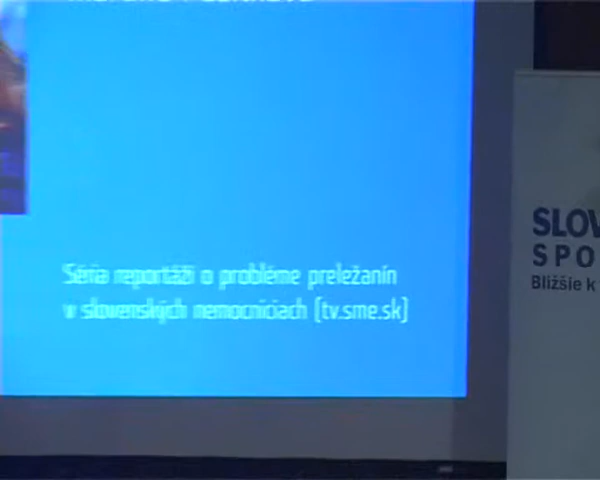 Séria reportáží o probléme preležanín
v slovenských nemocniciach (tv.sme.sk)
SLOV
SPO
Bližšie k